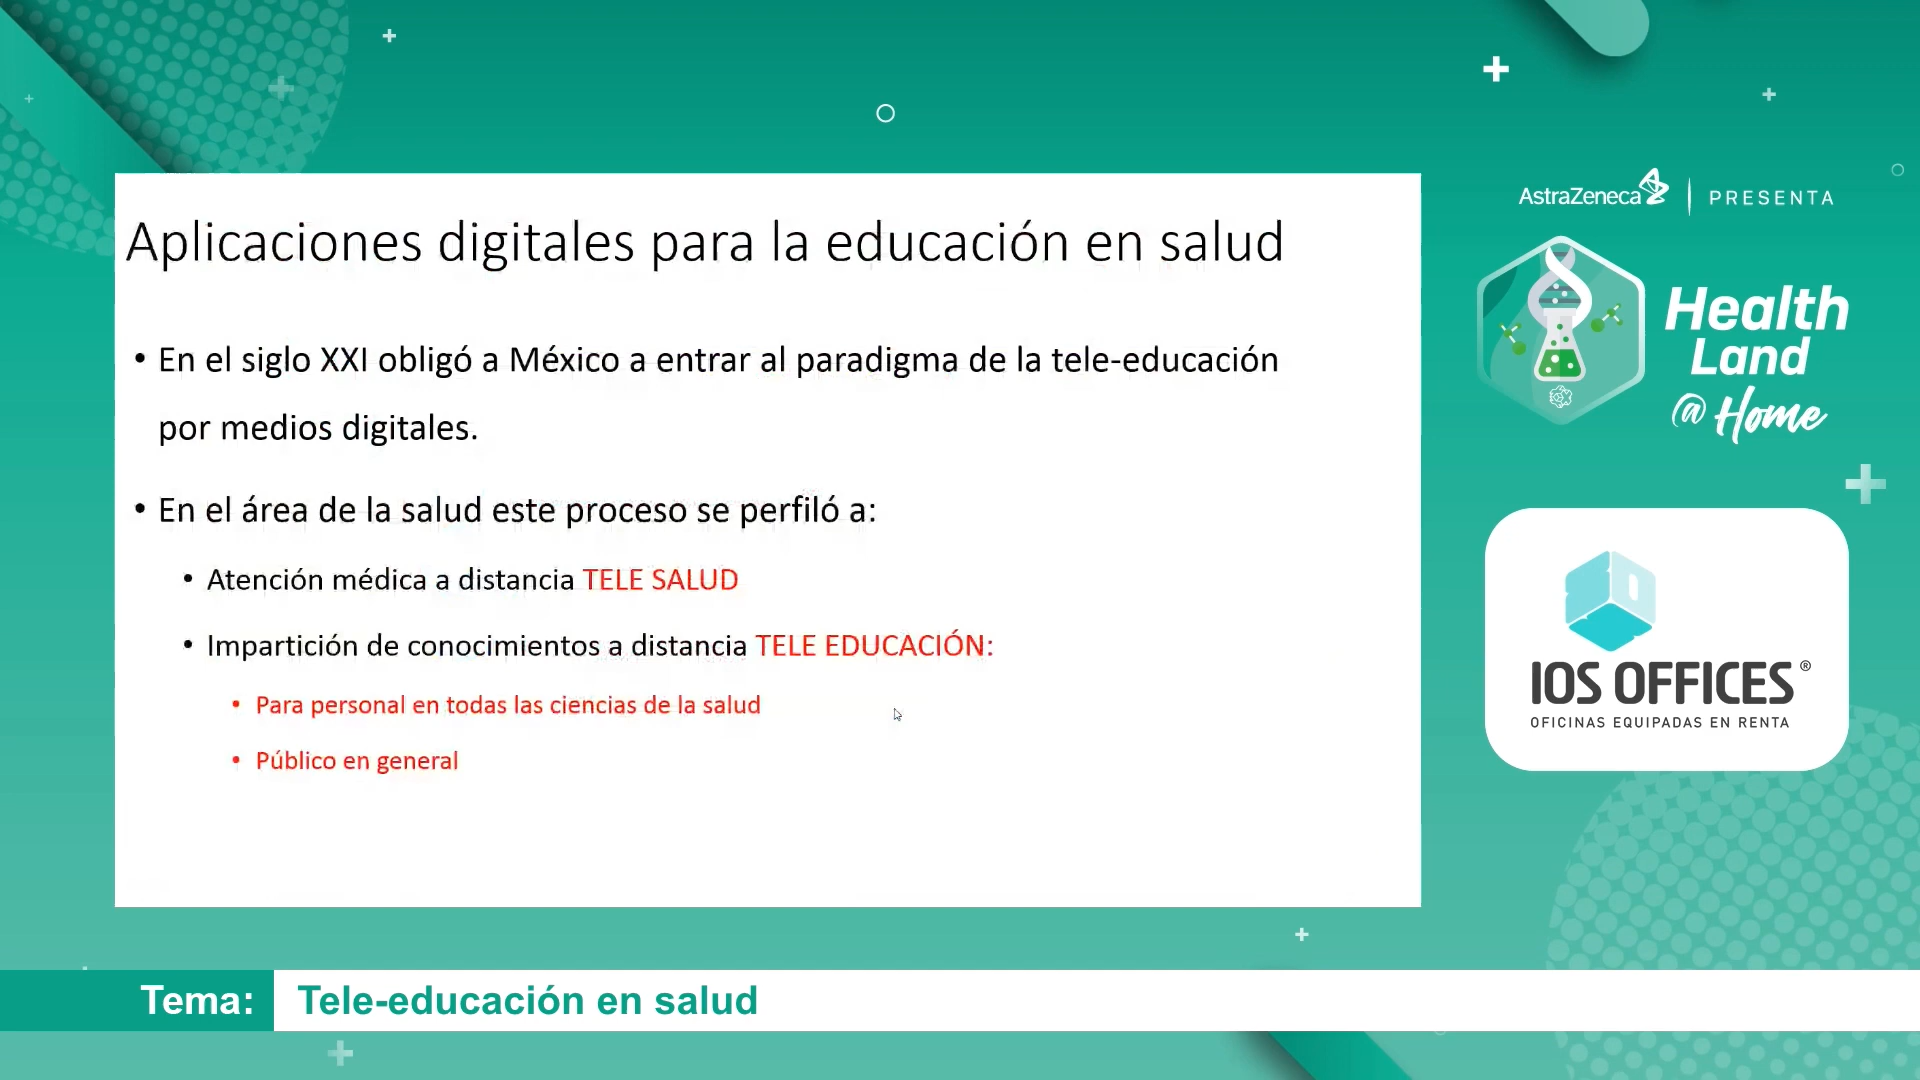 Aplicaciones digitales para la educación en salud
• En el siglo XXI obligó a México a entrar al paradigma de la tele-educación
por medios digitales.
• En el área de la salud este proceso se perfiló a:
• Atención médica a distancia TELE SALUD
• Impartición de conocimientos a distancia TELE EDUCACIÓN:
• Para personal en todas las ciencias de la salud
• Público en general
AstraZeneca | PRESENTA
Health
Land
@ Home
IOS OFFICES®
OFICINAS EQUIPADAS EN RENTA
Tema: Tele-educación en salud